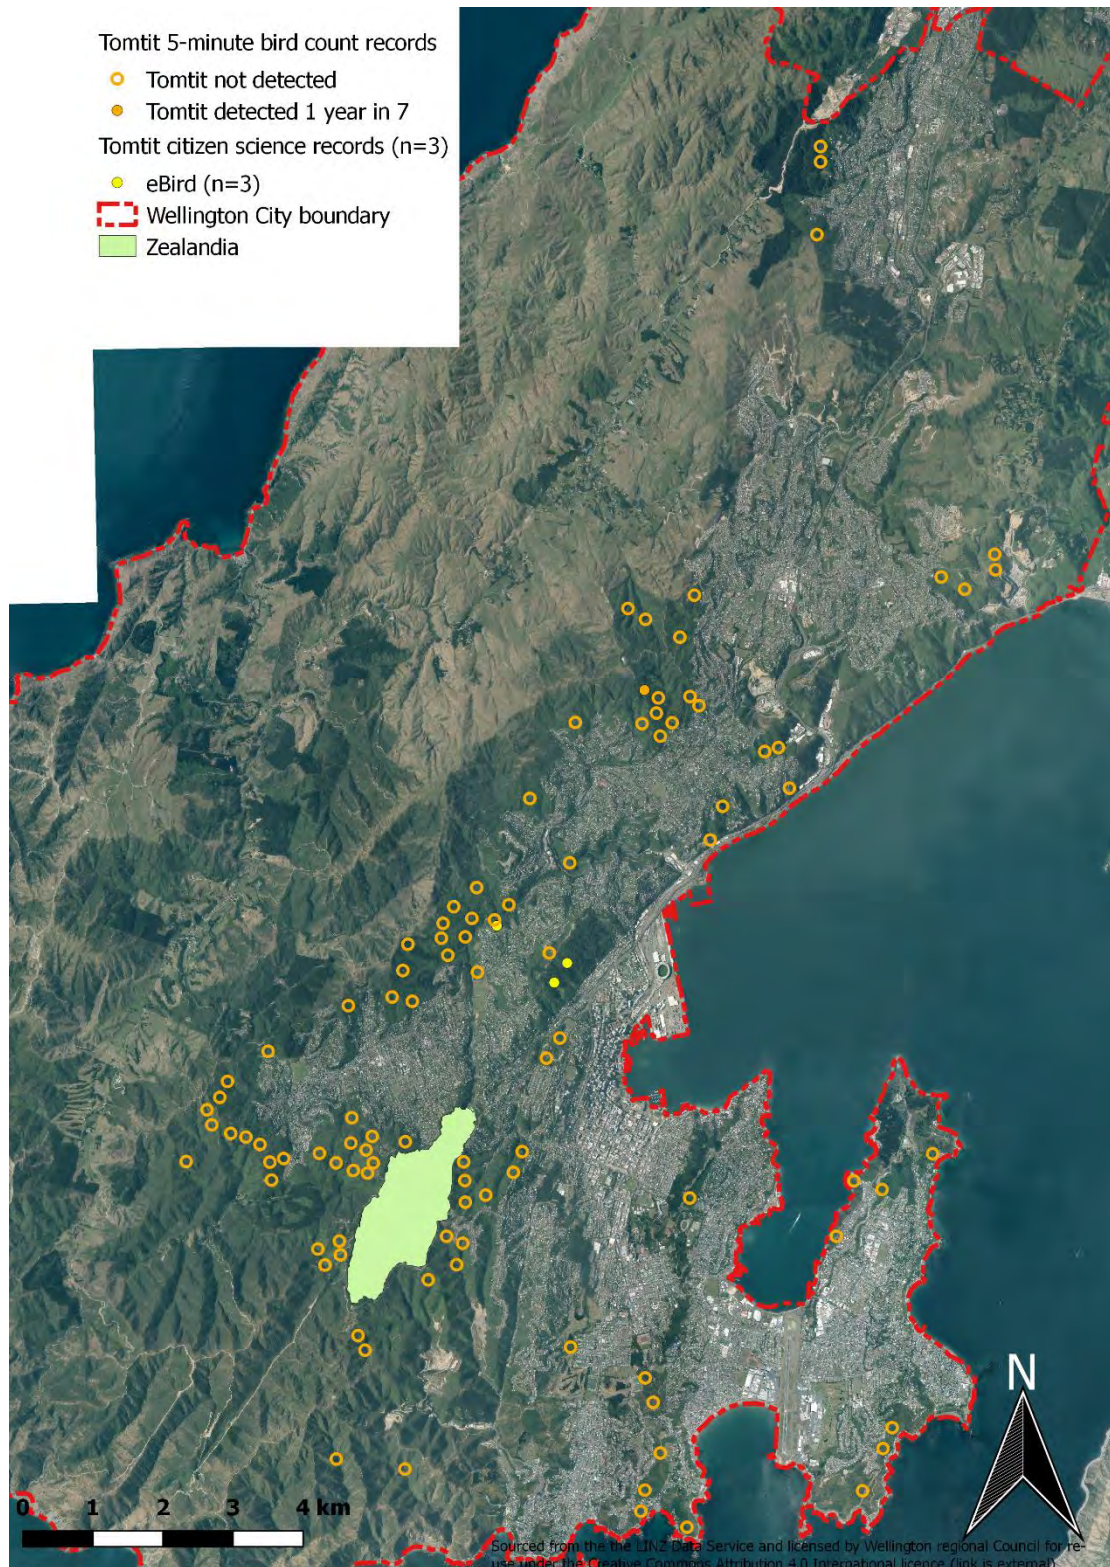 Tomtit 5-minute bird count records
Tomtit not detected
Tomtit detected 1 year in 7
Tomtit citizen science records (n=3)
eBird (n=3)
Wellington City boundary
Zealandia
N
0 1 2 3 4 km
Sourced from the the LINZ Data Service and licensed by Wellington regional Council for re-
use under the Creative Commons Attribution 4.0 International licence (link is external)